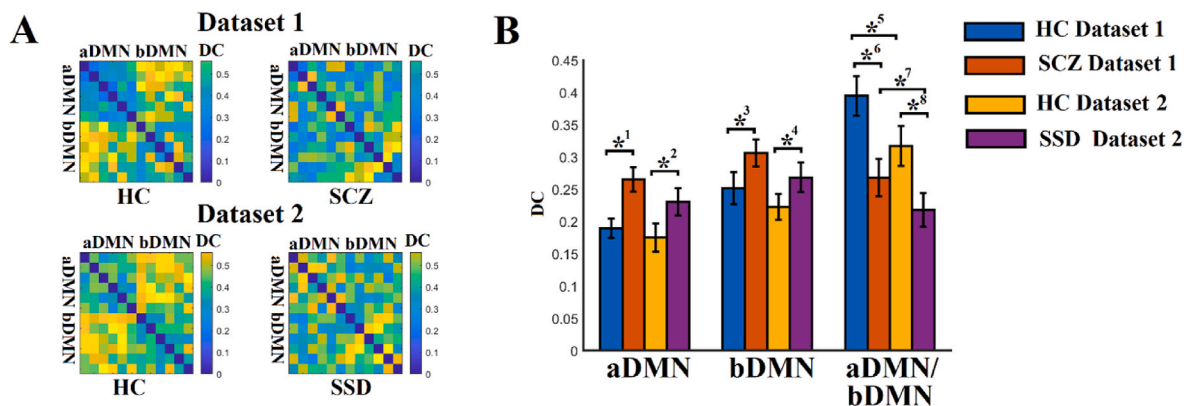 A
Dataset 1
aDMN bDMN DC
aDMN bDMN
0.5
0.4
0.3
0.2
0.1
0
HC
aDMN bDMN DC
aDMN bDMN
0.5
0.4
0.3
0.2
0.1
0
SCZ
Dataset 2
aDMN bDMN DC
aDMN bDMN
0.5
0.4
0.3
0.2
0.1
0
HC
aDMN bDMN DC
aDMN bDMN
0.5
0.4
0.3
0.2
0.1
0
SSD
B
DC
0.45
0.4
0.35
0.3
0.25
0.2
0.15
0.1
0.05
0
*1
*2
*3
*4
*5
*6
*7
*8
aDMN
bDMN
aDMN/
bDMN
HC Dataset 1
SCZ Dataset 1
HC Dataset 2
SSD Dataset 2